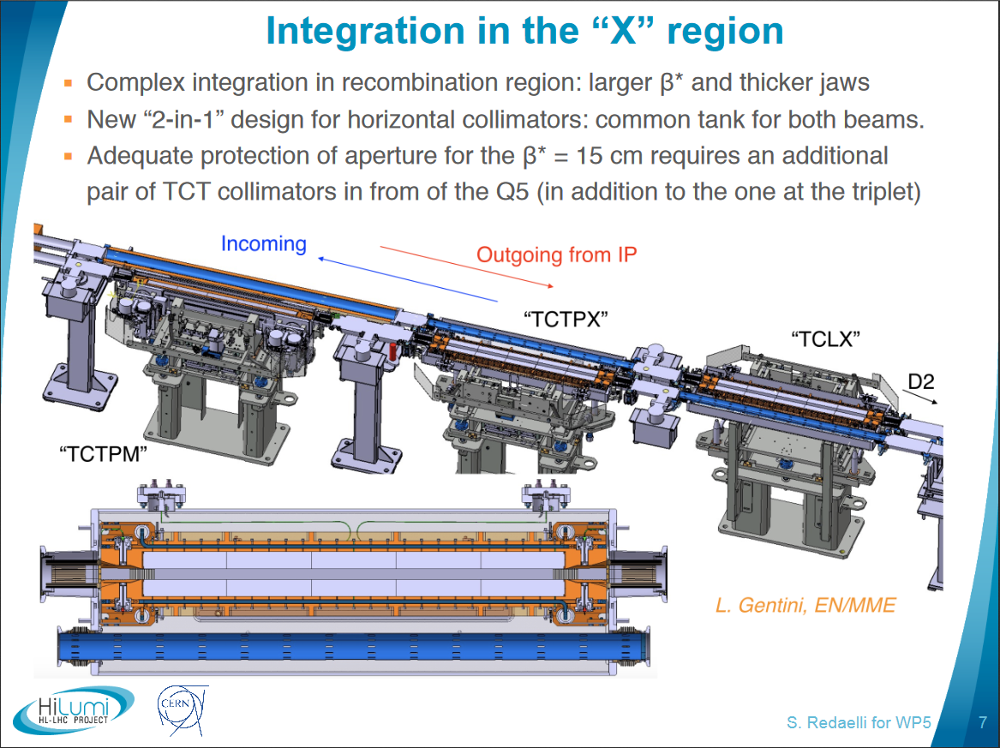 Integration in the “X” region
▪ Complex integration in recombination region: larger β* and thicker jaws
▪ New “2-in-1” design for horizontal collimators: common tank for both beams.
▪ Adequate protection of aperture for the β* = 15 cm requires an additional
pair of TCT collimators in from of the Q5 (in addition to the one at the triplet)
Incoming
Outgoing from IP
“TCTPX”
“TCLX”
D2
“TCTPM”
L. Gentini, EN/MME
HiLumi
HL-LHC PROJECT
CERN
S. Redaelli for WP5
7